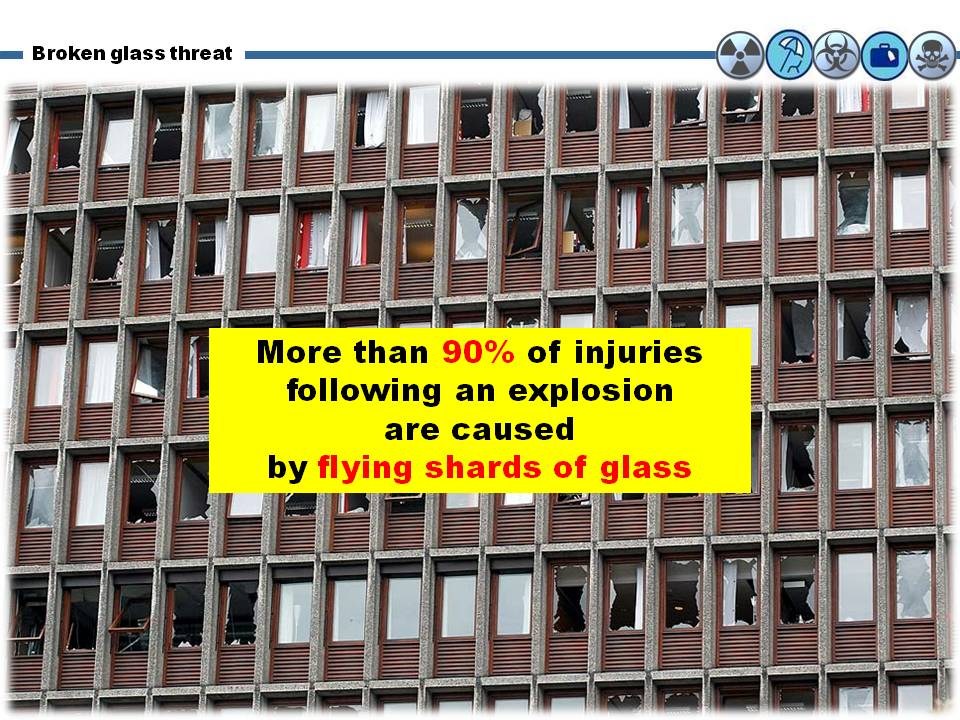 Broken glass threat
More than 90% of injuries
following an explosion
are caused
by flying shards of glass